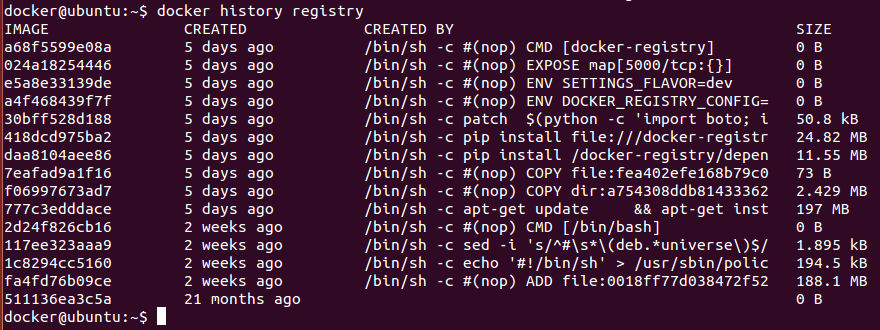 docker@ubuntu:~$ docker history registry
IMAGE CREATED CREATED BY SIZE
a68f5599e08a 5 days ago /bin/sh -c #(nop) CMD [docker-registry] 0 B
024a18254446 5 days ago /bin/sh -c #(nop) EXPOSE map[5000/tcp:{}] 0 B
e5a8e33139de 5 days ago /bin/sh -c #(nop) ENV SETTINGS_FLAVOR=dev 0 B
a4f468439f7f 5 days ago /bin/sh -c #(nop) ENV DOCKER_REGISTRY_CONFIG= 0 B
30bff528d188 5 days ago /bin/sh -c patch $(python -c 'import boto; i 50.8 kB
418dcd975ba2 5 days ago /bin/sh -c pip install file:///docker-registr 24.82 MB
daa8104aee86 5 days ago /bin/sh -c pip install /docker-registry/depen 11.55 MB
7eafad9a1f16 5 days ago /bin/sh -c #(nop) COPY file:fea402efe168b79c0 73 B
f06997673ad7 5 days ago /bin/sh -c #(nop) COPY dir:a754308ddb81433362 2.429 MB
777c3edddace 5 days ago /bin/sh -c apt-get update && apt-get inst 197 MB
2d24f826cb16 2 weeks ago /bin/sh -c #(nop) CMD [/bin/bash] 0 B
117ee323aaa9 2 weeks ago /bin/sh -c sed -i 's/^#\s*\(deb.*universe\)$/ 1.895 kB
1c8294cc5160 2 weeks ago /bin/sh -c echo '#!/bin/sh' > /usr/sbin/polic 194.5 kB
fa4fd76b09ce 2 weeks ago /bin/sh -c #(nop) ADD file:0018ff77d038472f52 188.1 MB
511136ea3c5a 21 months ago 0 B
docker@ubuntu:~$